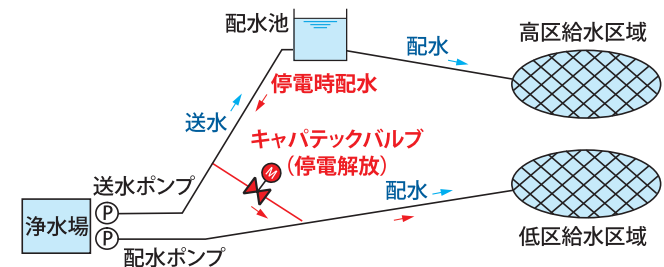 配水池
配水
高区給水区域
停電時配水
送水
キャパテックバルブ
（停電解放）
M
送水ポンプ
配水
P
浄水場
P
配水ポンプ
低区給水区域